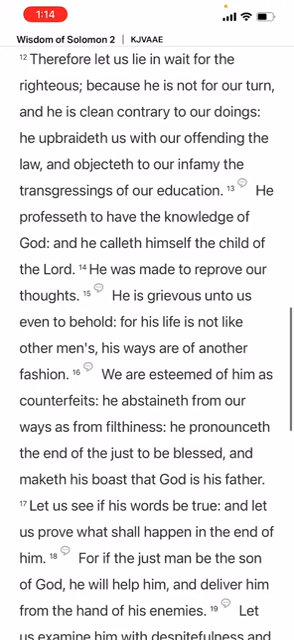 1:14
Wisdom of Solomon 2 | KJVAAE
12 Therefore let us lie in wait for the
righteous; because he is not for our turn,
and he is clean contrary to our doings:
he upbraideth us with our offending the
law, and objecteth to our infamy the
transgressings of our education. 13 He
professeth to have the knowledge of
God: and he calleth himself the child of
the Lord. 14 He was made to reprove our
thoughts. 15 He is grievous unto us
even to behold: for his life is not like
other men's, his ways are of another
fashion. 16 We are esteemed of him as
counterfeits: he abstaineth from our
ways as from filthiness: he pronounceth
the end of the just to be blessed, and
maketh his boast that God is his father.
17 Let us see if his words be true: and let
us prove what shall happen in the end of
him. 18 For if the just man be the son
of God, he will help him, and deliver him
from the hand of his enemies. 19 Let
us examine him with despitefulness and